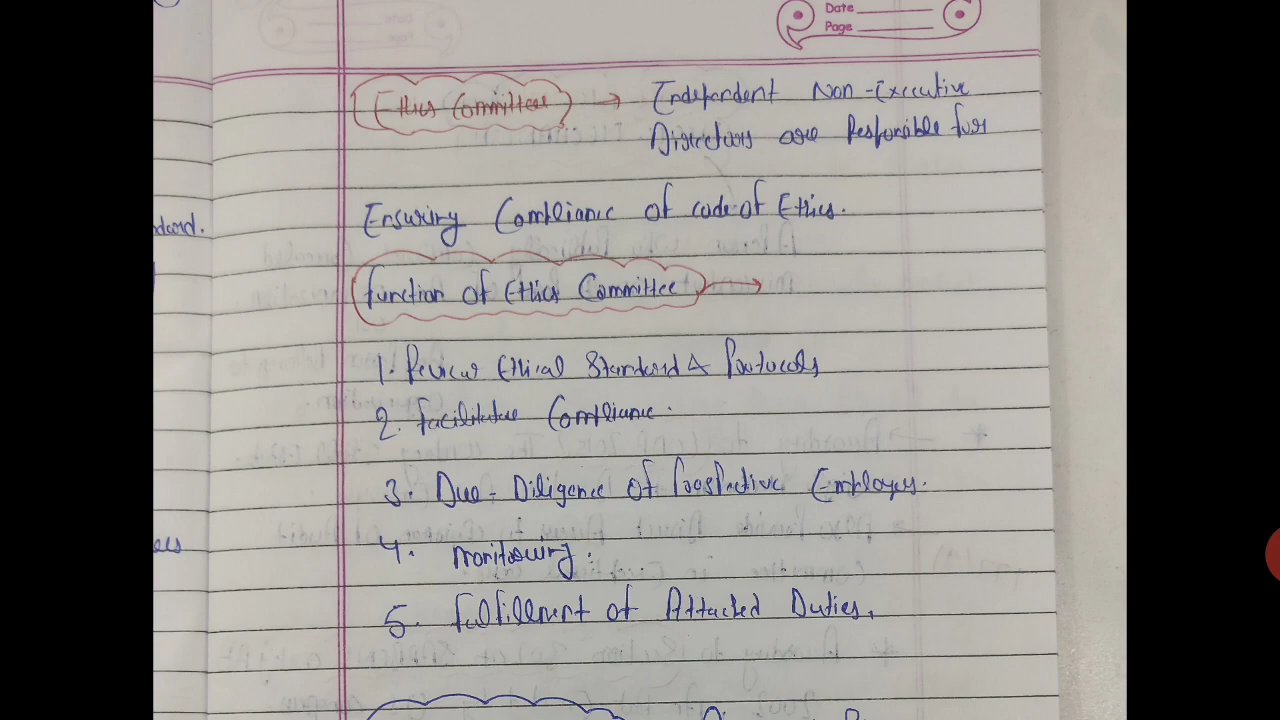 Date
Page
Ethics Committee → Independent Non-Executive
Directors are Responsible for
Ensuring Compliance of code of Ethics.
function of Ethics Committee →
1. Review Ethical Standard & Protocols
2. Facilitate Compliance.
3. Due-Diligence of Prospective Employees.
4. Monitoring.
5. Fulfillment of Attached Duties.